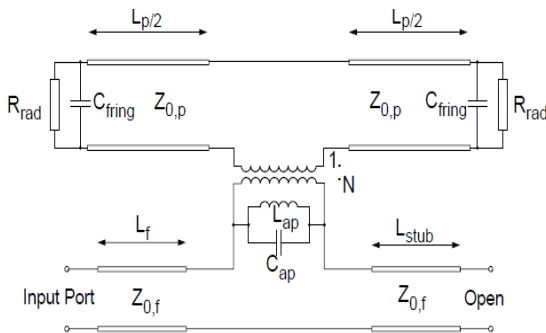 Lp/2 Lp/2
Rrad Cfring Z0,p Z0,p Cfring Rrad
1:
N
Lap
Cap
Lf Lstub
Input Port Z0,f Z0,f Open